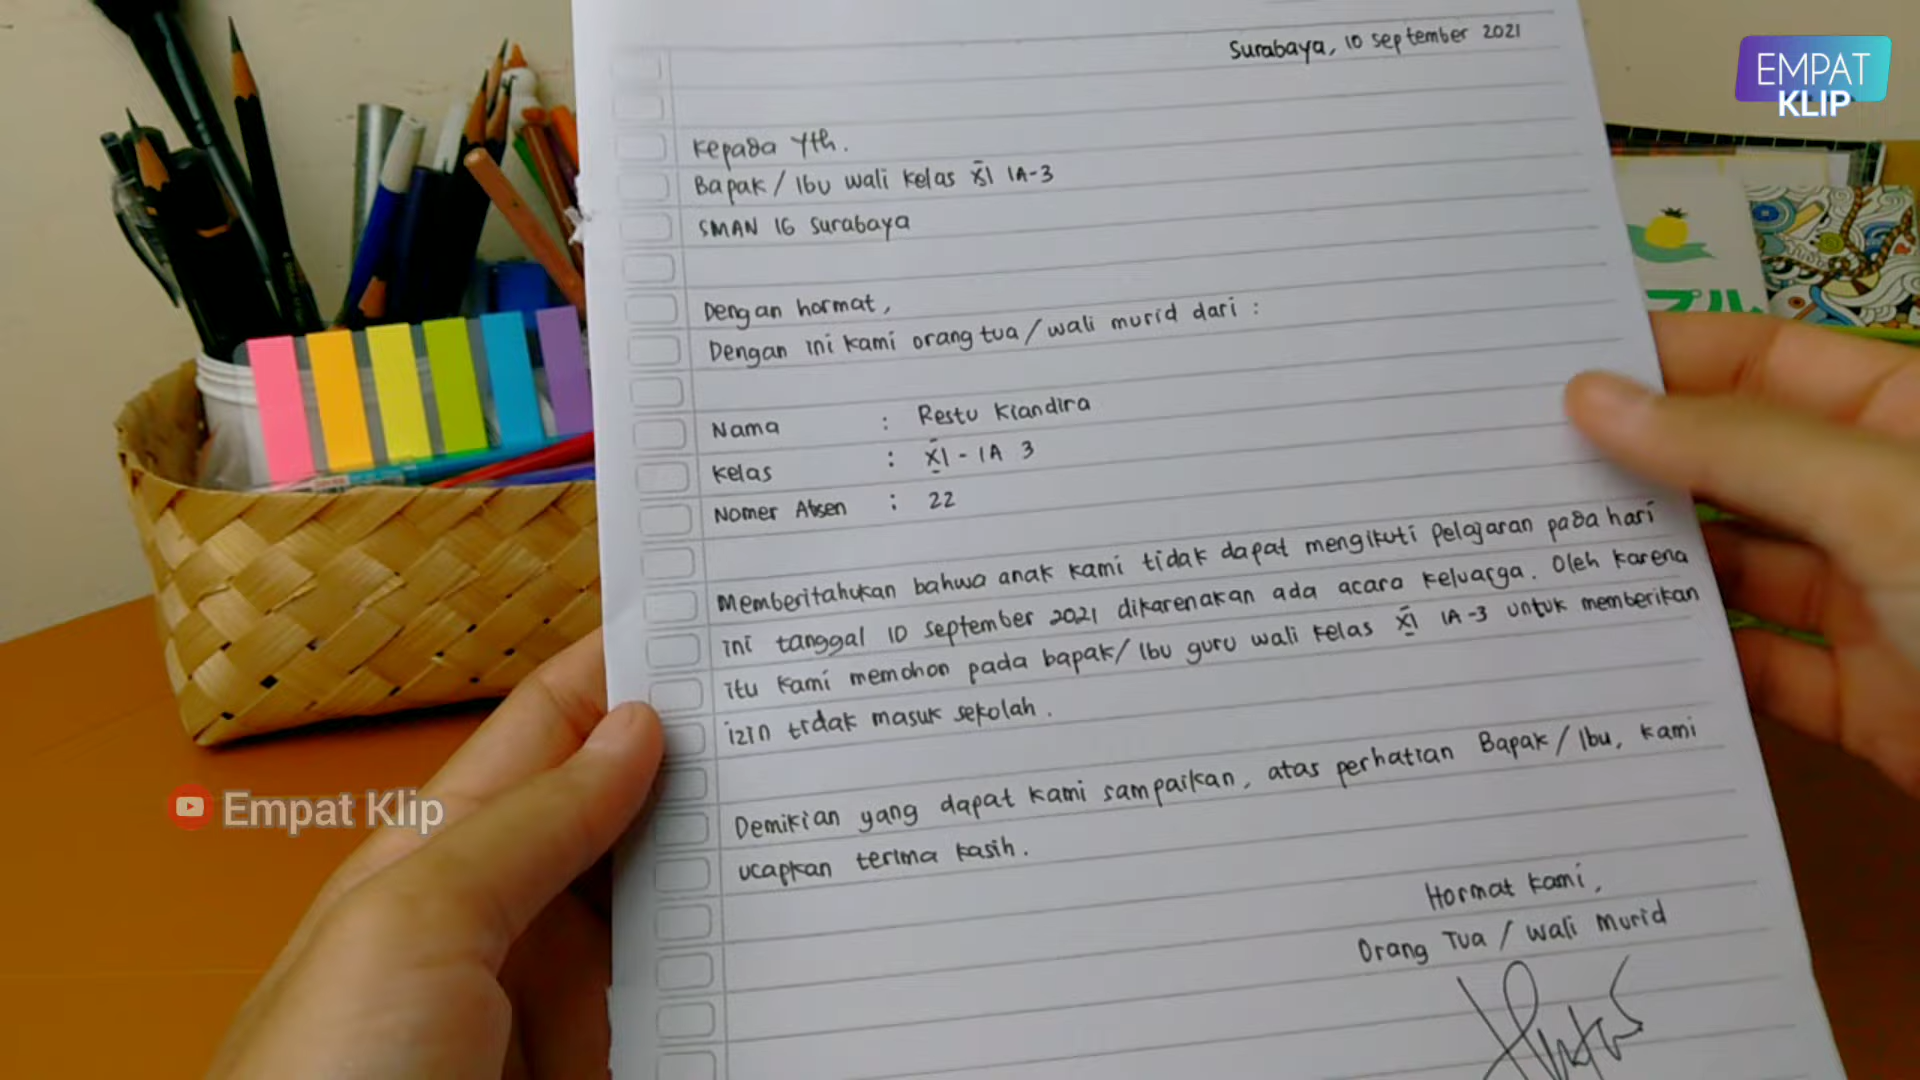 Surabaya, 10 september 2021
EMPAT
KLIP
Kepada Yth.
Bapak / Ibu wali kelas XI IA-3
SMAN 16 Surabaya
Dengan hormat,
Dengan ini kami orang tua / wali murid dari :
Nama : Restu Kiandira
Kelas : XI - IA 3
Nomer Absen : 22
Memberitahukan bahwa anak kami tidak dapat mengikuti pelajaran pada hari
ini tanggal 10 september 2021 dikarenakan ada acara keluarga. Oleh karena
itu kami memohon pada bapak/ Ibu guru wali kelas XI IA-3 untuk memberikan
izin tidak masuk sekolah.
Demikian yang dapat kami sampaikan, atas perhatian Bapak / Ibu, kami
ucapkan terima kasih.
Hormat kami,
Orang Tua / wali Murid
Empat Klip
プル